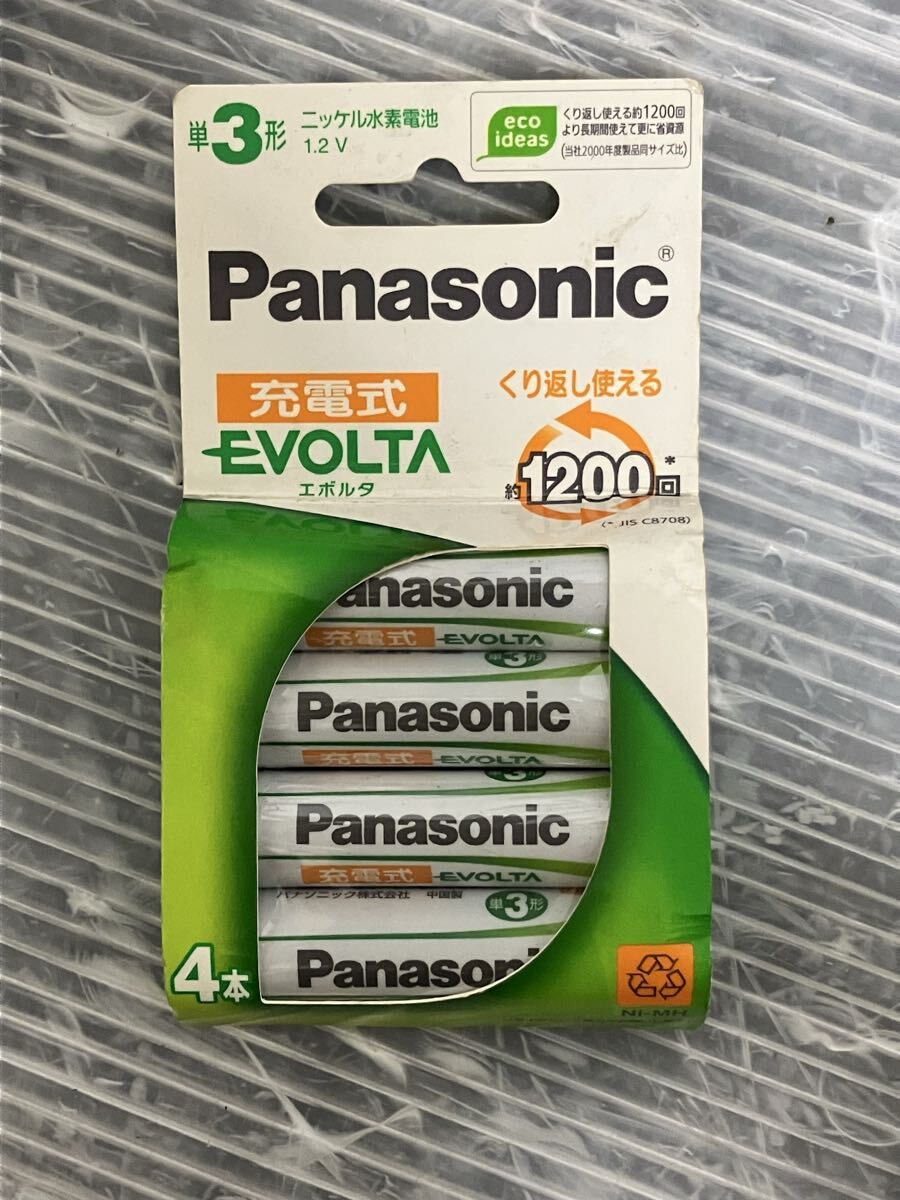 単3形 ニッケル水素電池
1.2 V
eco
ideas
くり返し使える約1200回
より長期間使えて更に省資源
(当社2000年度製品同サイズ比)
Panasonic®
充電式
EVOLTA
エボルタ
くり返し使える
約1200回*
(* JIS C8708)
anasonic
充電式 EVOLTA
単3形
Panasonic
充電式 EVOLTA
Panasonic
充電式 EVOLTA
パナソニック株式会社 中国製
単3形
Panasoni
4本
Ni-MH